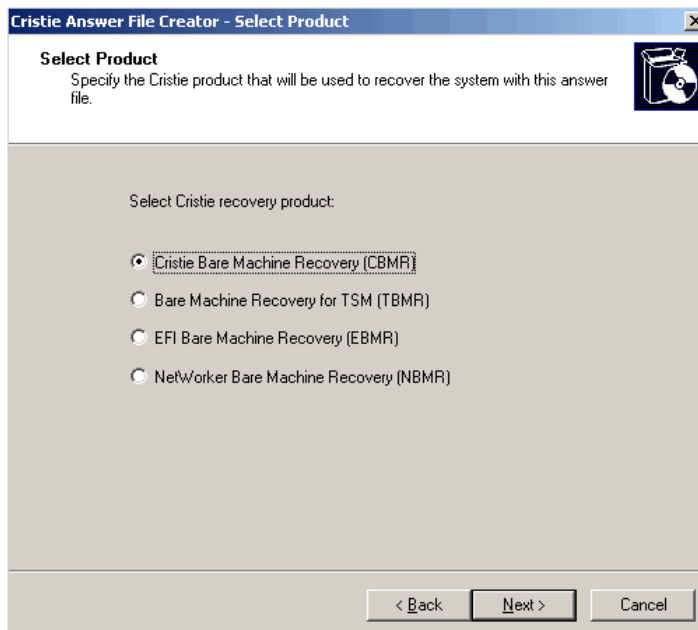 Cristie Answer File Creator - Select Product
Select Product
Specify the Cristie product that will be used to recover the system with this answer
file.
Select Cristie recovery product:
Cristie Bare Machine Recovery (CBMR)
Bare Machine Recovery for TSM (TBMR)
EFI Bare Machine Recovery (EBMR)
NetWorker Bare Machine Recovery (NBMR)
< Back
Next >
Cancel